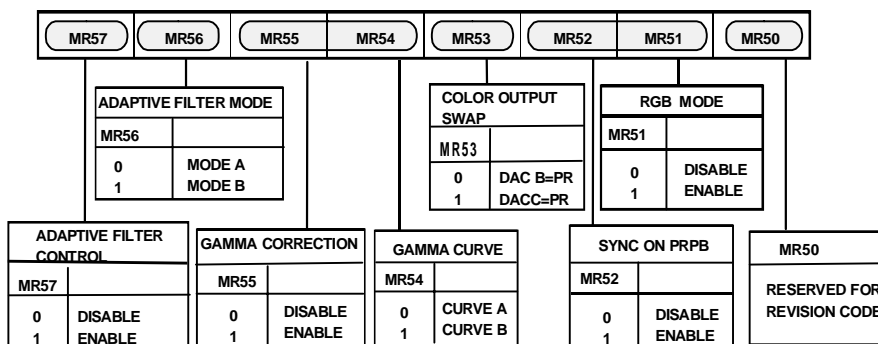 MR57 MR56 MR55 MR54 MR53 MR52 MR51 MR50
ADAPTIVE FILTER MODE
MR56
0 MODE A
1 MODE B
COLOR OUTPUT
SWAP
MR53
0 DAC B=PR
1 DACC=PR
RGB MODE
MR51
0 DISABLE
1 ENABLE
ADAPTIVE FILTER
CONTROL
MR57
0 DISABLE
1 ENABLE
GAMMA CORRECTION
MR55
0 DISABLE
1 ENABLE
GAMMA CURVE
MR54
0 CURVE A
1 CURVE B
SYNC ON PRPB
MR52
0 DISABLE
1 ENABLE
MR50
RESERVED FOR
REVISION CODE